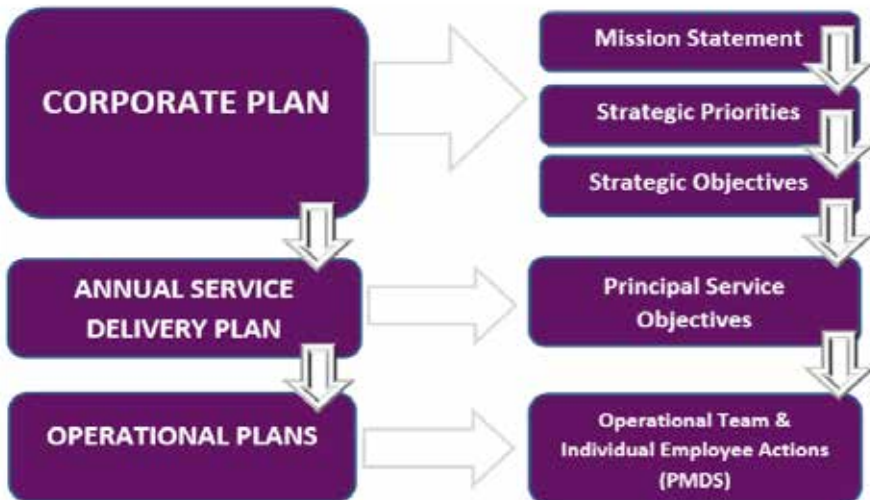 CORPORATE PLAN
Mission Statement
Strategic Priorities
Strategic Objectives
ANNUAL SERVICE
DELIVERY PLAN
Principal Service
Objectives
OPERATIONAL PLANS
Operational Team &
Individual Employee Actions
(PMDS)